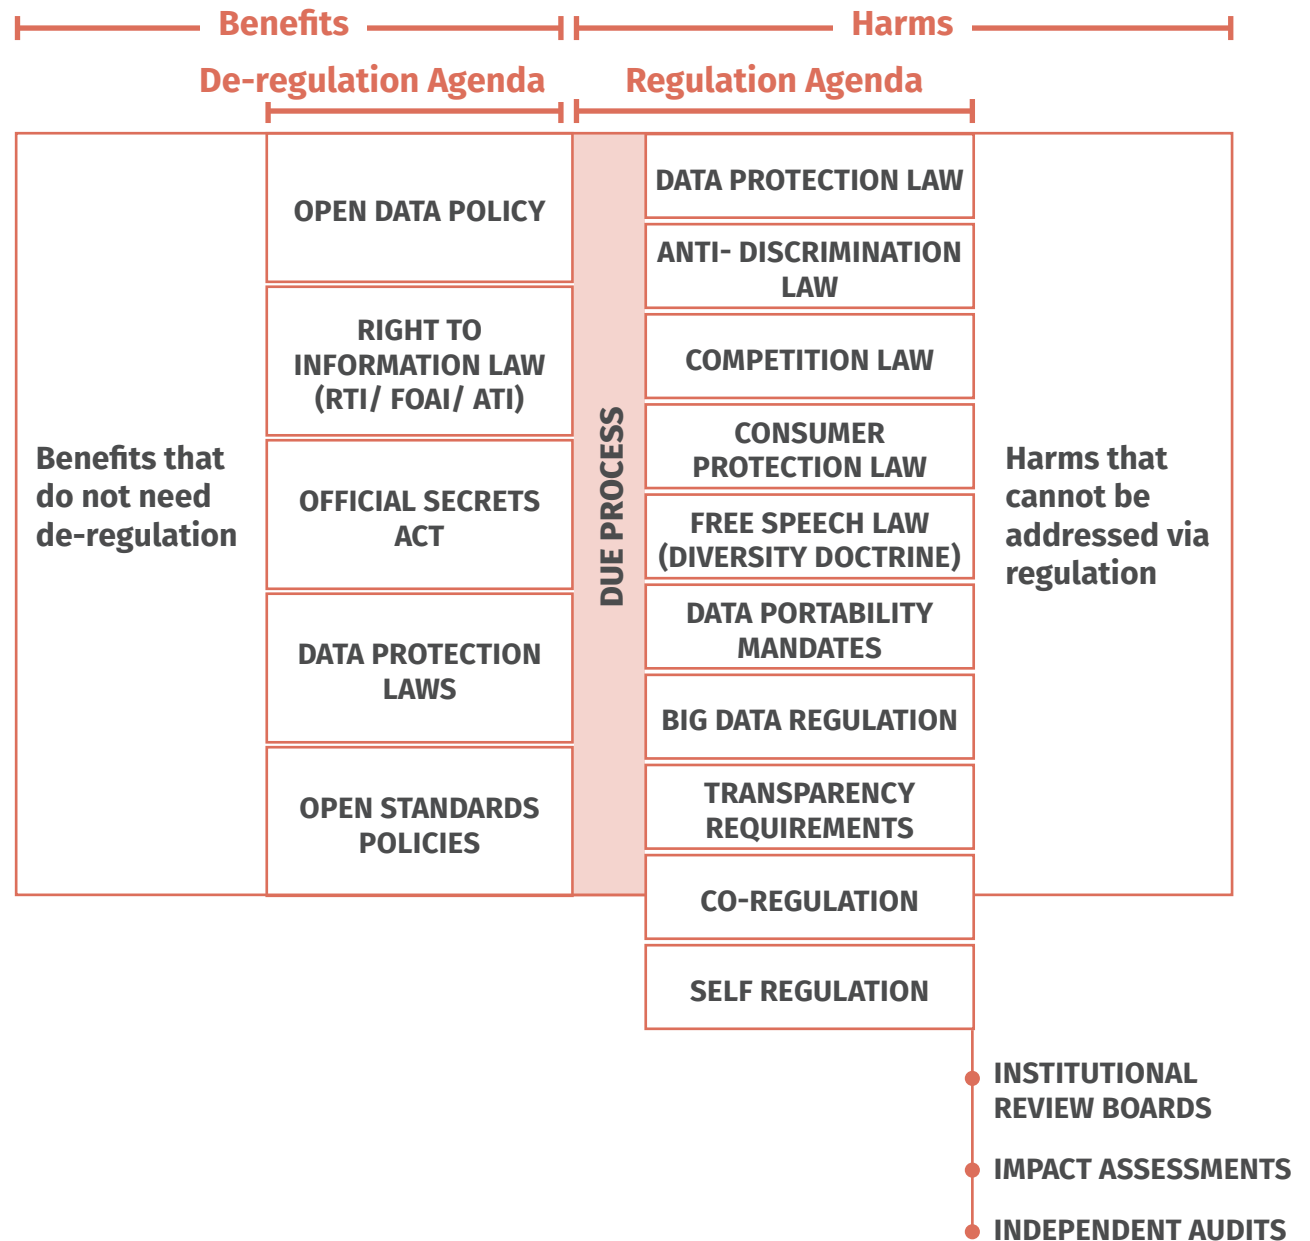 Benefits
Harms
De-regulation Agenda
Regulation Agenda
Benefits that
do not need
de-regulation
OPEN DATA POLICY
RIGHT TO
INFORMATION LAW
(RTI/ FOAI/ ATI)
OFFICIAL SECRETS
ACT
DATA PROTECTION
LAWS
OPEN STANDARDS
POLICIES
DUE PROCESS
DATA PROTECTION LAW
ANTI- DISCRIMINATION
LAW
COMPETITION LAW
CONSUMER
PROTECTION LAW
FREE SPEECH LAW
(DIVERSITY DOCTRINE)
DATA PORTABILITY
MANDATES
BIG DATA REGULATION
TRANSPARENCY
REQUIREMENTS
CO-REGULATION
SELF REGULATION
Harms that
cannot be
addressed via
regulation
INSTITUTIONAL
REVIEW BOARDS
IMPACT ASSESSMENTS
INDEPENDENT AUDITS